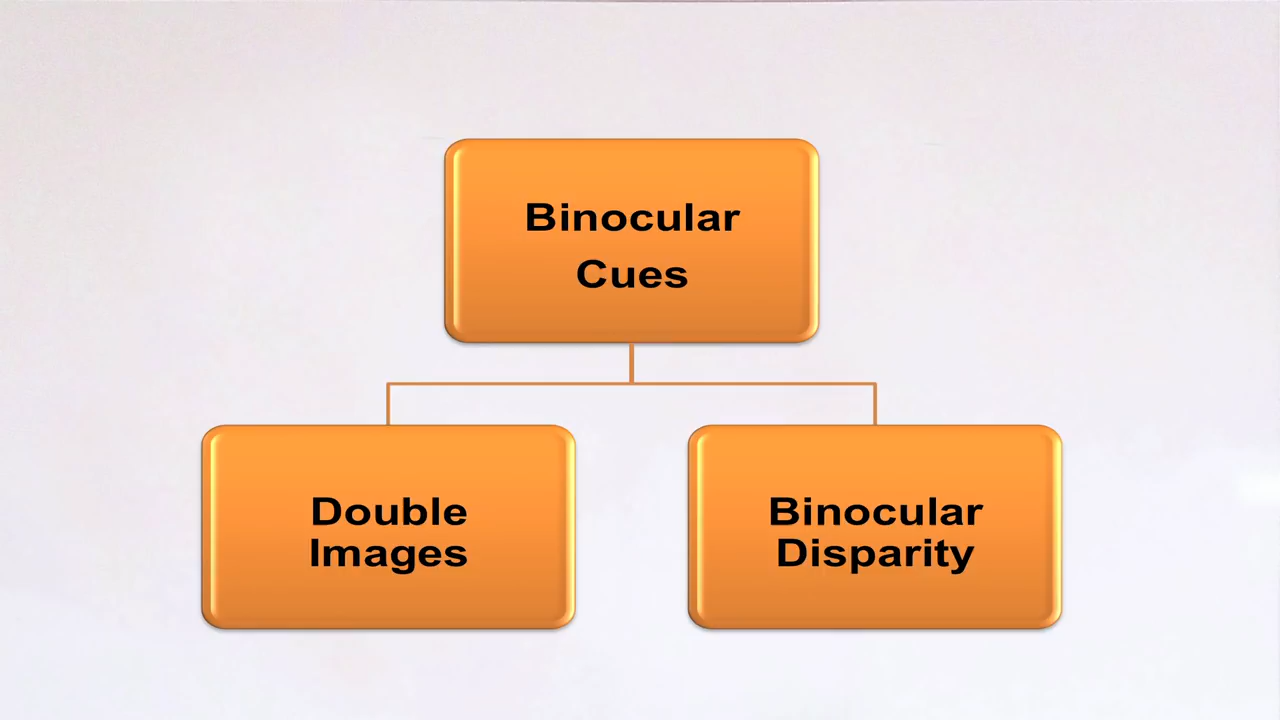 Binocular
Cues
Double
Images
Binocular
Disparity